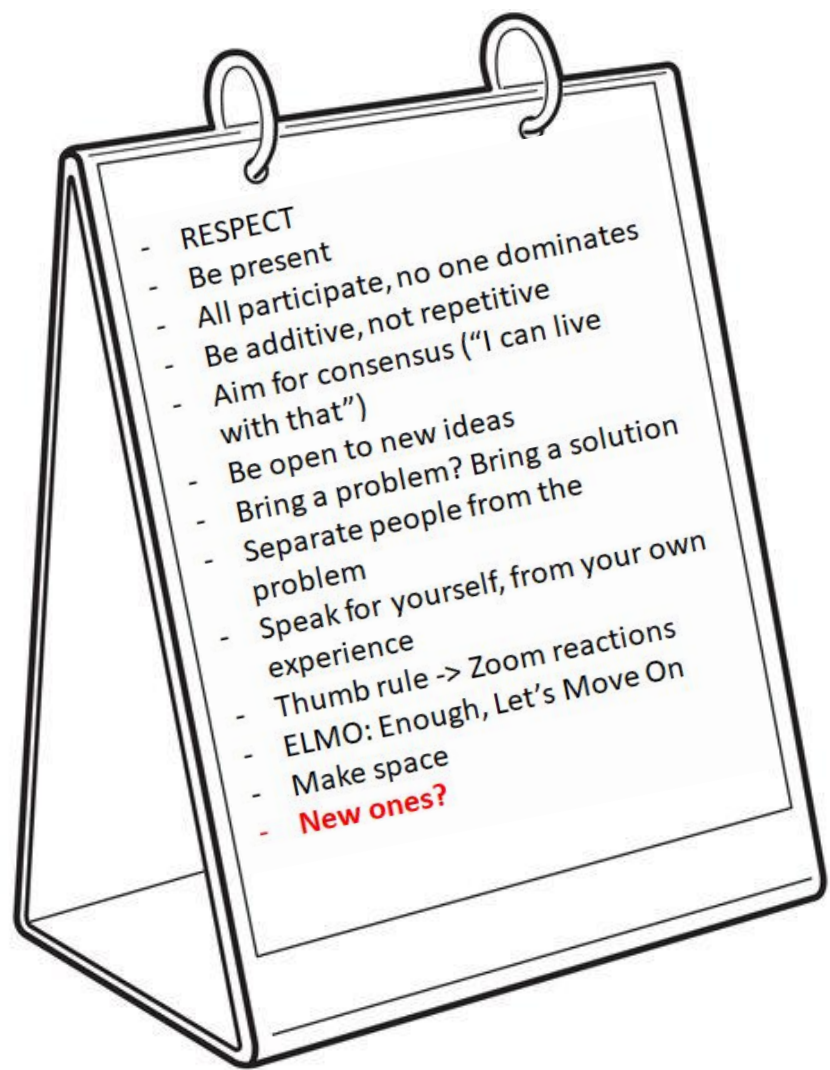 - RESPECT
- Be present
- All participate, no one dominates
- Be additive, not repetitive
- Aim for consensus (“I can live
with that”)
- Be open to new ideas
- Bring a problem? Bring a solution
- Separate people from the
problem
- Speak for yourself, from your own
experience
- Thumb rule -> Zoom reactions
- ELMO: Enough, Let’s Move On
- Make space
- New ones?